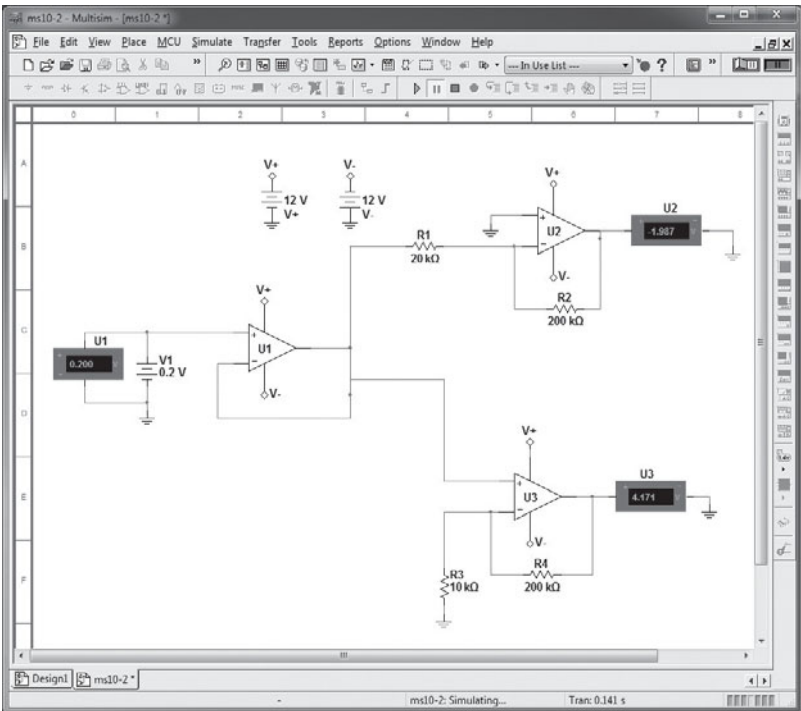 ms10-2 - Multisim - [ms10-2 *]
File Edit View Place MCU Simulate Transfer Tools Reports Options Window Help
--- In Use List ---
0 1 2 3 4 5 6 7 8
A
B
C
D
E
F
V+
12 V
V+
V-
12 V
V-
R1
20 kΩ
V+
U2
V-
R2
200 kΩ
U2
-1.987 V
U1
0.200 V
V1
0.2 V
V+
U1
V-
V+
U3
V-
R4
200 kΩ
R3
10 kΩ
U3
4.171 V
Design1 ms10-2 *
ms10-2: Simulating... Tran: 0.141 s